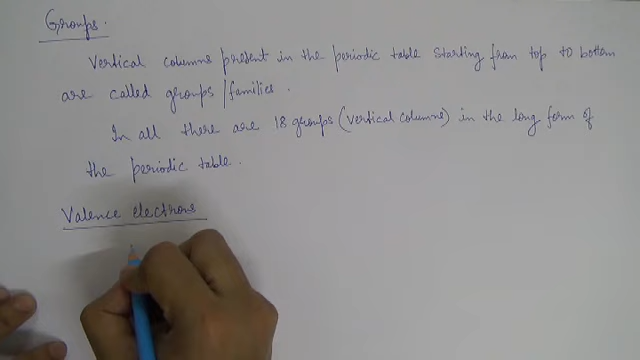 Groups.
Vertical columns present in the periodic table starting from top to bottom
are called groups/families.
In all there are 18 groups (vertical columns) in the long form of
the periodic table.
Valence electrons